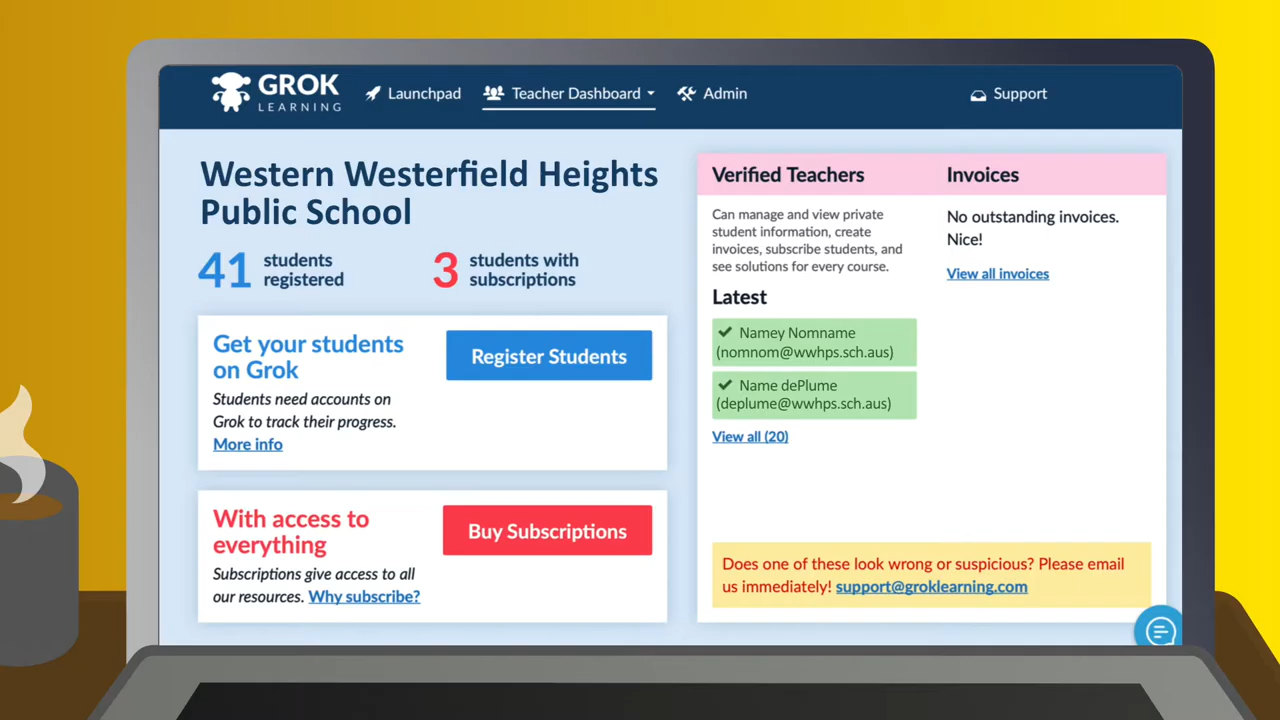 GROK
LEARNING
Launchpad
Teacher Dashboard
Admin
Support
Western Westerfield Heights
Public School
41
students
registered
3
students with
subscriptions
Get your students
on Grok
Register Students
Students need accounts on
Grok to track their progress.
More info
With access to
everything
Buy Subscriptions
Subscriptions give access to all
our resources. Why subscribe?
Verified Teachers
Can manage and view private
student information, create
invoices, subscribe students, and
see solutions for every course.
Latest
Namey Nomname
(nomnom@wwhps.sch.aus)
Name dePlume
(deplume@wwhps.sch.aus)
View all (20)
Invoices
No outstanding invoices.
Nice!
View all invoices
Does one of these look wrong or suspicious? Please email
us immediately! support@groklearning.com